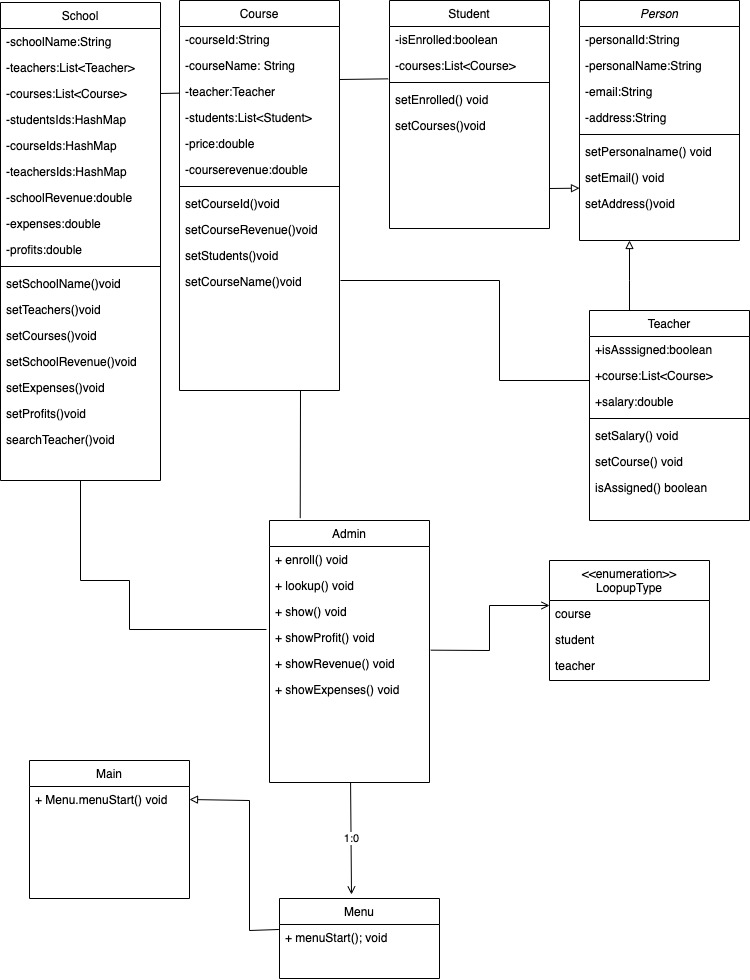 School
-schoolName:String
-teachers:List<Teacher>
-courses:List<Course>
-studentsIds:HashMap
-courseIds:HashMap
-teachersIds:HashMap
-schoolRevenue:double
-expenses:double
-profits:double
setSchoolName()void
setTeachers()void
setCourses()void
setSchoolRevenue()void
setExpenses()void
setProfits()void
searchTeacher()void
Course
-courseId:String
-courseName: String
-teacher:Teacher
-students:List<Student>
-price:double
-courserevenue:double
setCourseId()void
setCourseRevenue()void
setStudents()void
setCourseName()void
Student
-isEnrolled:boolean
-courses:List<Course>
setEnrolled() void
setCourses()void
Person
-personalId:String
-personalName:String
-email:String
-address:String
setPersonalname() void
setEmail() void
setAddress()void
Teacher
+isAsssigned:boolean
+course:List<Course>
+salary:double
setSalary() void
setCourse() void
isAssigned() boolean
Admin
+ enroll() void
+ lookup() void
+ show() void
+ showProfit() void
+ showRevenue() void
+ showExpenses() void
<<enumeration>>
LoopupType
course
student
teacher
Main
+ Menu.menuStart() void
1:0
Menu
+ menuStart(); void